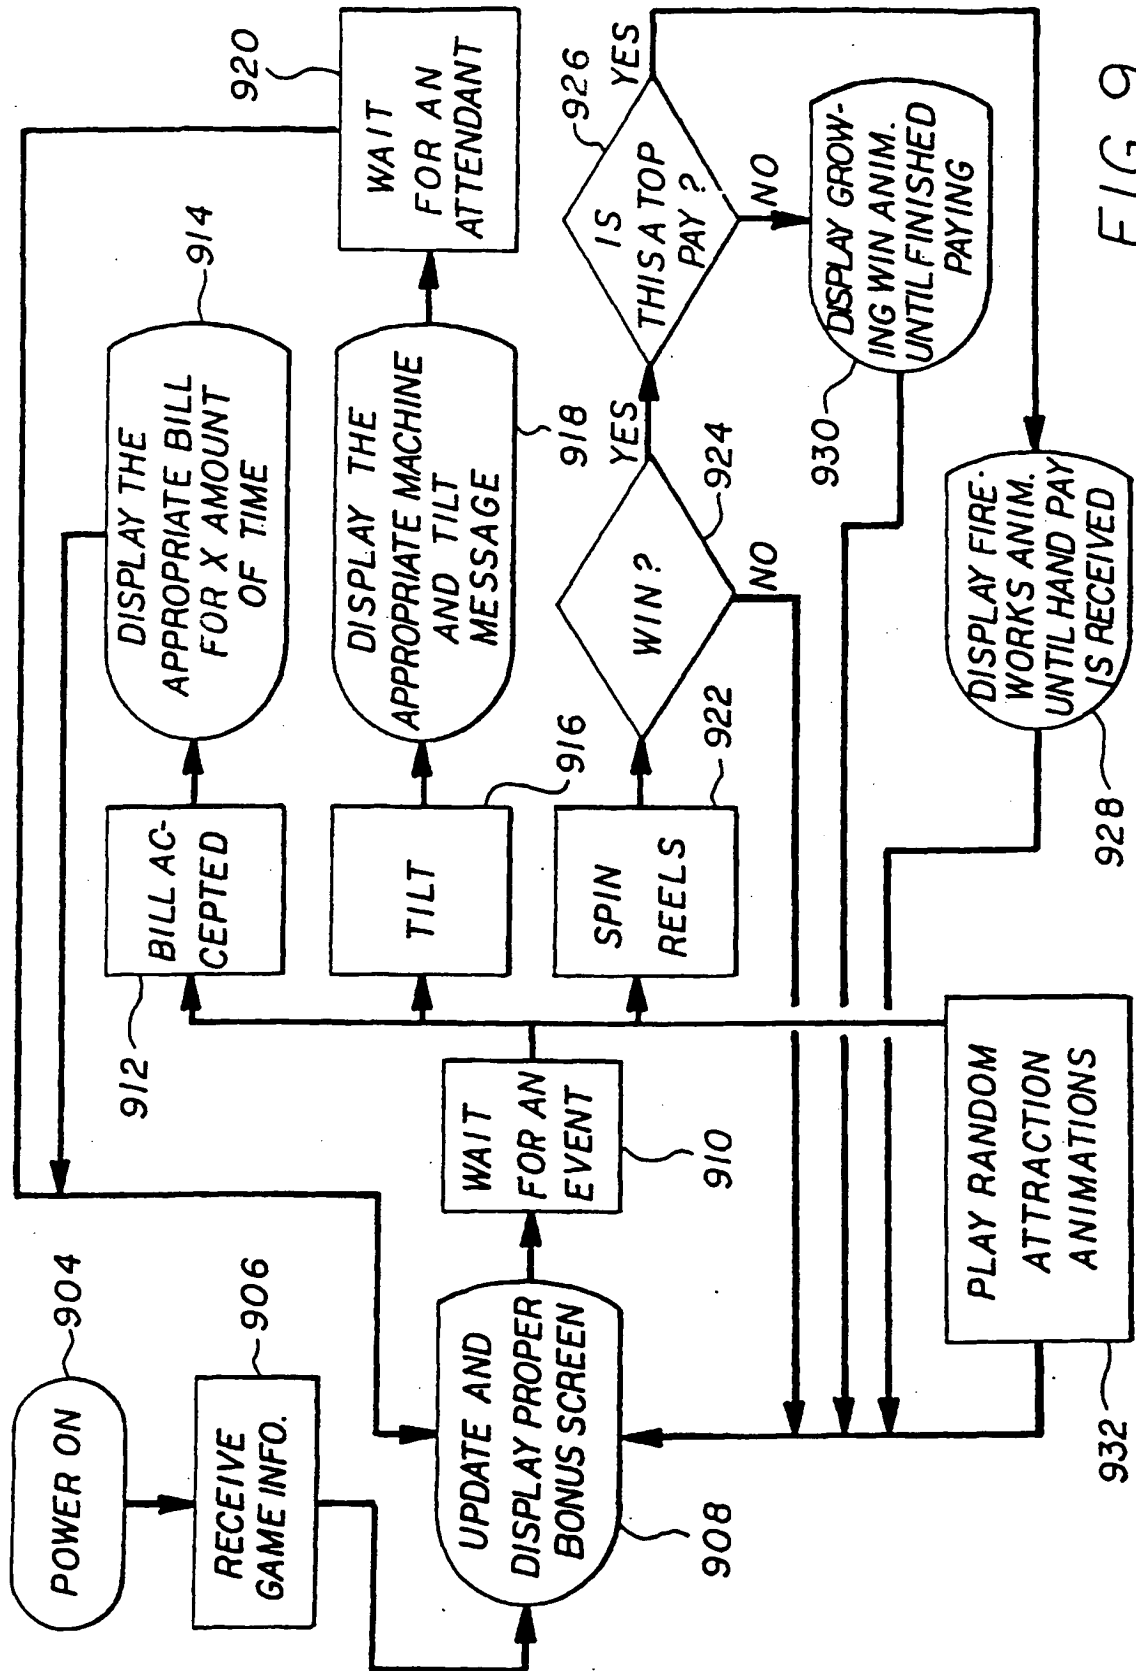 POWER ON
904
RECEIVE
GAME INFO.
906
UPDATE AND
DISPLAY PROPER
BONUS SCREEN
908
WAIT
FOR AN
EVENT
910
BILL AC-
CEPTED
912
DISPLAY THE
APPROPRIATE BILL
FOR X AMOUNT
OF TIME
914
TILT
916
DISPLAY THE
APPROPRIATE MACHINE
AND TILT
MESSAGE
918
WAIT
FOR AN
ATTENDANT
920
SPIN
REELS
922
WIN?
924
YES
NO
IS
THIS A TOP
PAY?
926
YES
NO
DISPLAY GROW-
ING WIN ANIM.
UNTIL FINISHED
PAYING
930
DISPLAY FIRE-
WORKS ANIM.
UNTIL HAND PAY
IS RECEIVED
928
PLAY RANDOM
ATTRACTION
ANIMATIONS
932
FIG. 9